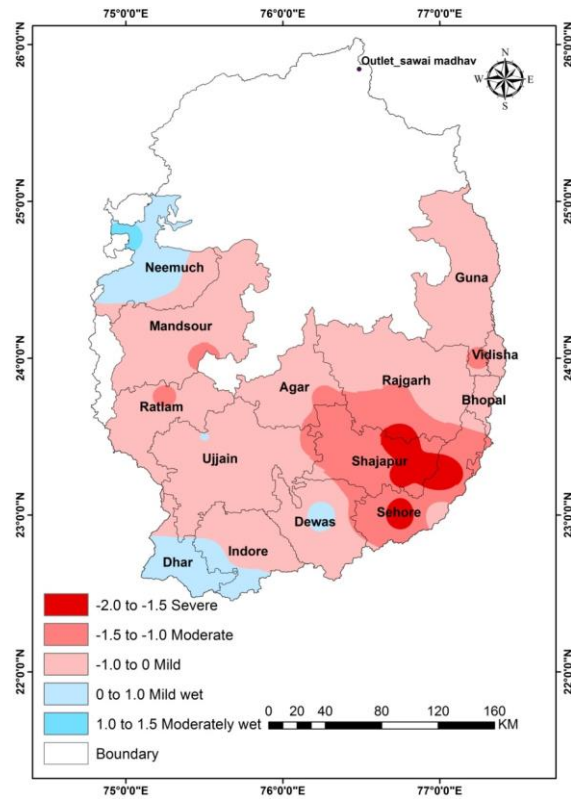 75°0'0"E 76°0'0"E 77°0'0"E
26°0'0"N 26°0'0"N
Outlet_sawai madhav
N
W E
S
25°0'0"N 25°0'0"N
Neemuch
Guna
Mandsour
24°0'0"N 24°0'0"N
Vidisha
Agar
Rajgarh
Bhopal
Ratlam
Ujjain
Shajapur
23°0'0"N 23°0'0"N
Dewas
Sehore
Dhar
Indore
-2.0 to -1.5 Severe
-1.5 to -1.0 Moderate
-1.0 to 0 Mild
0 to 1.0 Mild wet
1.0 to 1.5 Moderately wet
Boundary
22°0'0"N 22°0'0"N
0 20 40 80 120 160
KM
75°0'0"E 76°0'0"E 77°0'0"E